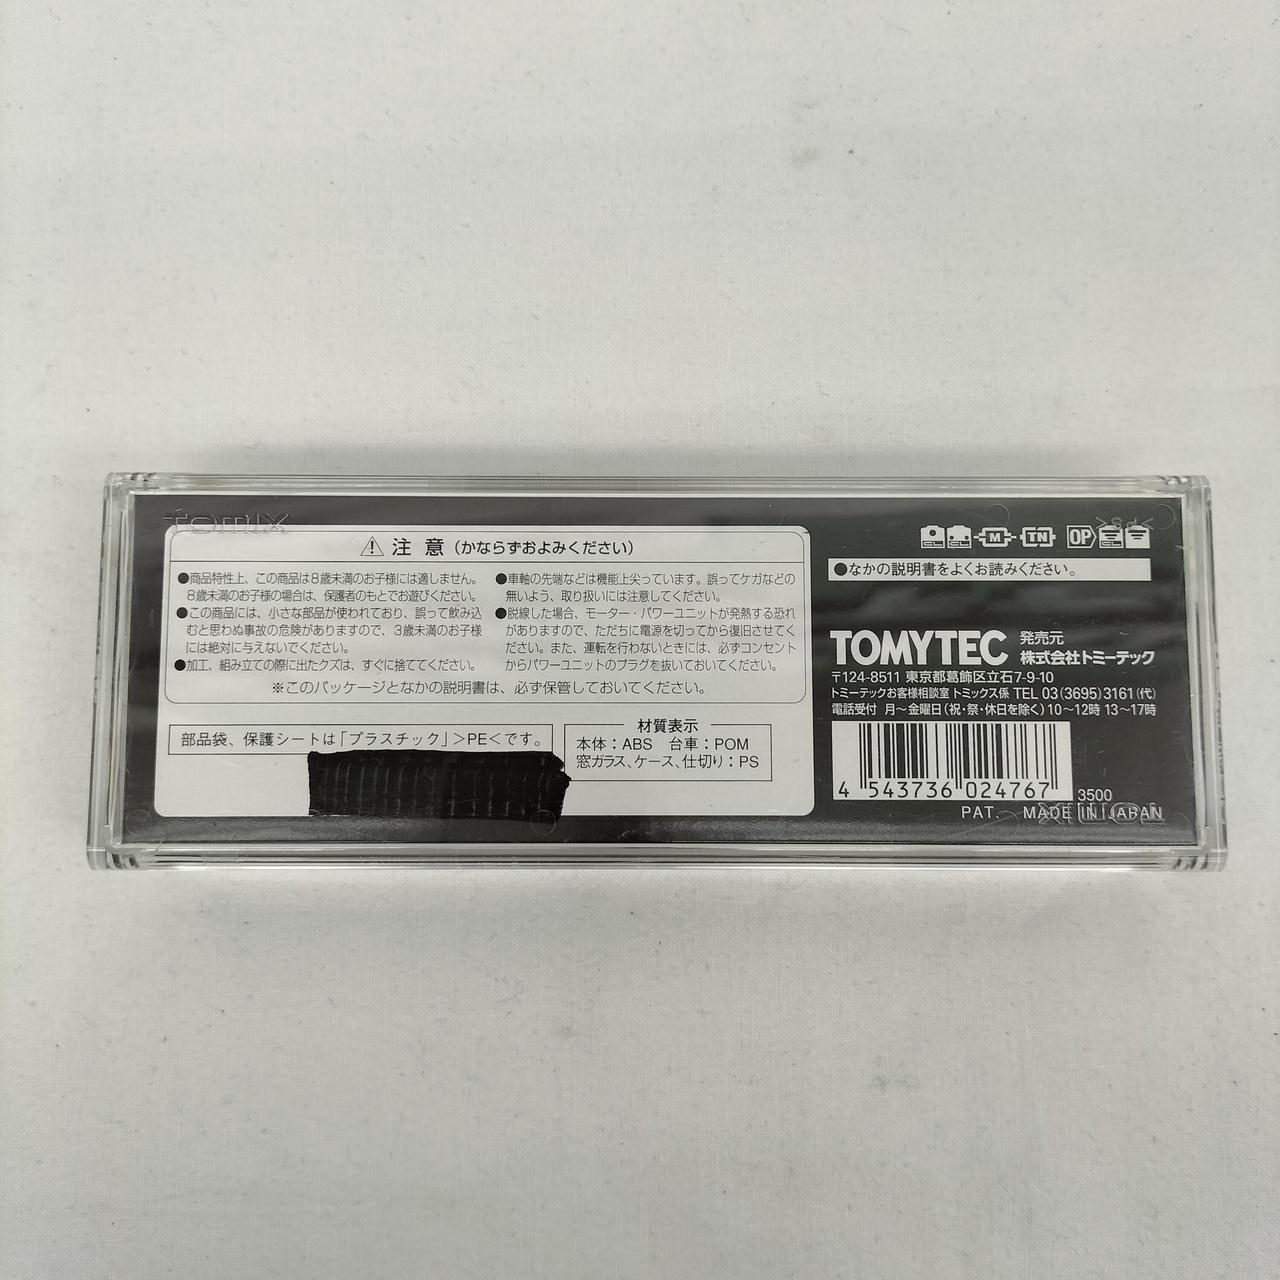 TOMIX
注 意 (かならずおよみください)
●商品特性上、この商品は8歳未満のお子様には適しません。
8歳未満のお子様の場合は、保護者のもとでお遊びください。
●この商品には、小さな部品が使われており、誤って飲み込
むと思わぬ事故の危険がありますので、3歳未満のお子様
には絶対に与えないでください。
●加工、組み立ての際に出たクズは、すぐに捨ててください。
●車軸の先端などは機能上尖っています。誤ってケガなどの
無いよう、取り扱いには注意してください。
●脱線した場合、モーター・パワーユニットが発熱する恐れ
がありますので、ただちに電源を切ってから復旧させてく
ださい。また、運転を行わないときには、必ずコンセント
からパワーユニットのプラグを抜いておいてください。
※このパッケージとなかの説明書は、必ず保管しておいてください。
部品袋、保護シートは「プラスチック」>PE<です。
材質表示
本体：ABS 台車：POM
窓ガラス、ケース、仕切り：PS
>PS<
CL CL M TN OP CL
●なかの説明書をよくお読みください。
TOMYTEC 発売元
株式会社トミーテック
〒124-8511 東京都葛飾区立石7-9-10
トミーテックお客様相談室 トミックス係 TEL 03(3695)3161(代)
電話受付 月〜金曜日(祝・祭・休日を除く)10〜12時 13〜17時
4 543736 024767
3500
PAT. MADE IN JAPAN
TOMIX